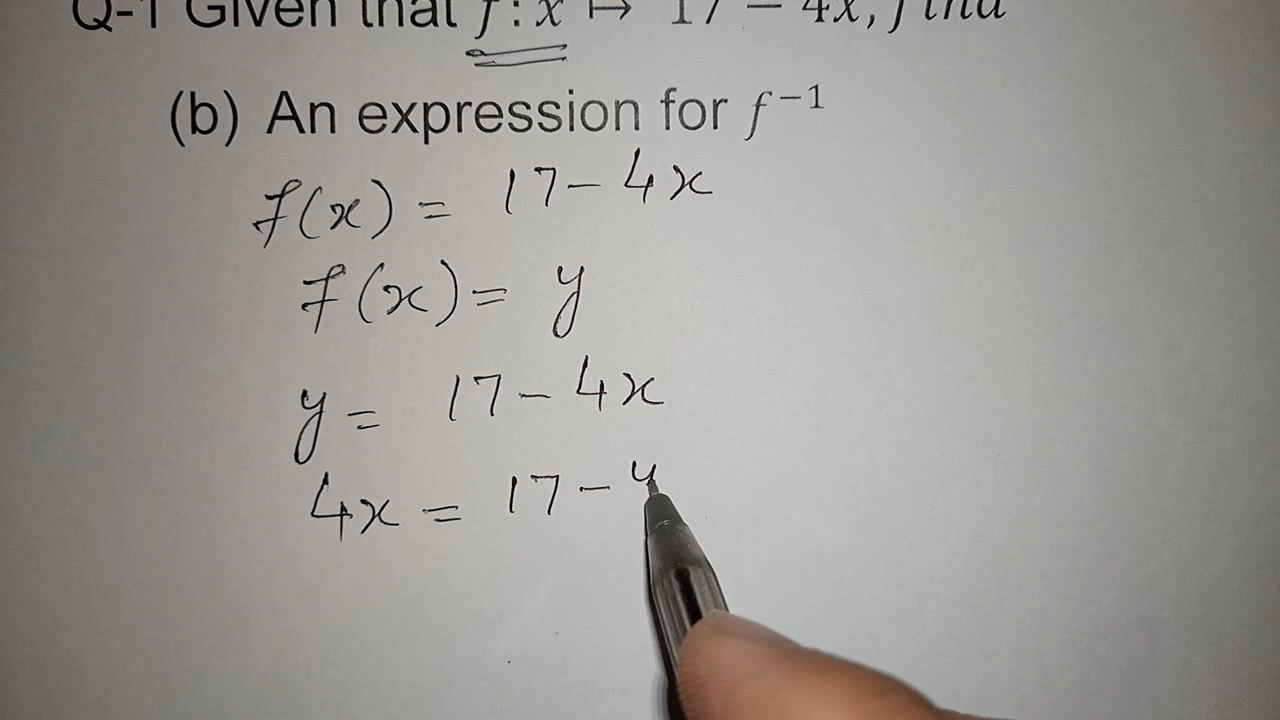 Q-1 Given that f : x ↦ 17 − 4x, find
(b) An expression for f⁻¹
f(x) = 17 - 4x
f(x) = y
y = 17 - 4x
4x = 17 - y